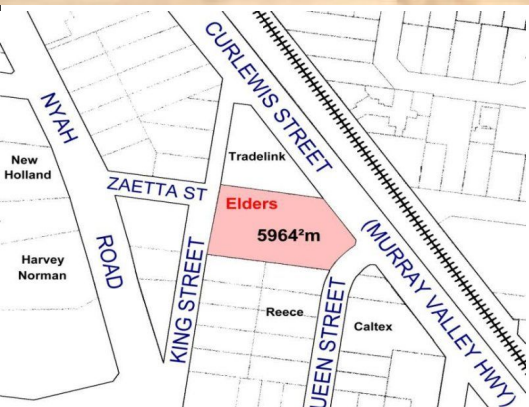 CURLEWIS STREET
NYAH
Tradelink
New
Holland
ZAETTA ST
Elders
5964²m
(MURRAY VALLEY HWY)
ROAD
Harvey
Norman
KING STREET
Reece
UEEN STREET
Caltex